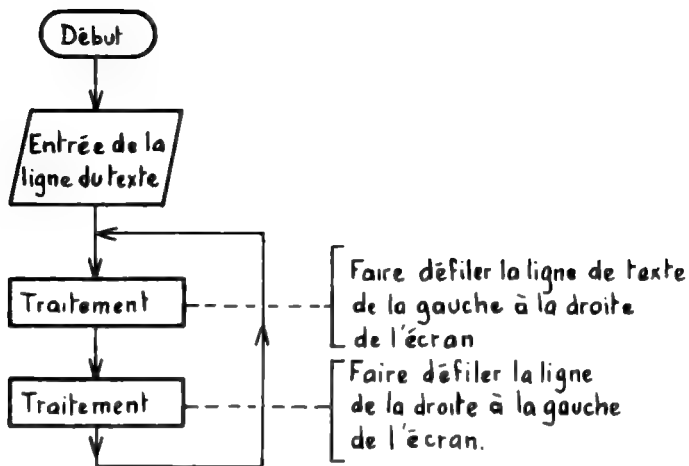 Début
Entrée de la
ligne du texte
Traitement
Faire défiler la ligne de texte
de la gauche à la droite
de l'écran
Traitement
Faire défiler la ligne
de la droite à la gauche
de l'écran.